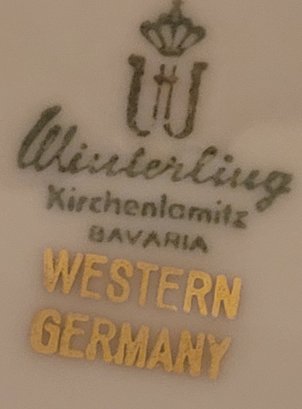 Winterling
Kirchenlamitz
BAVARIA
WESTERN
GERMANY